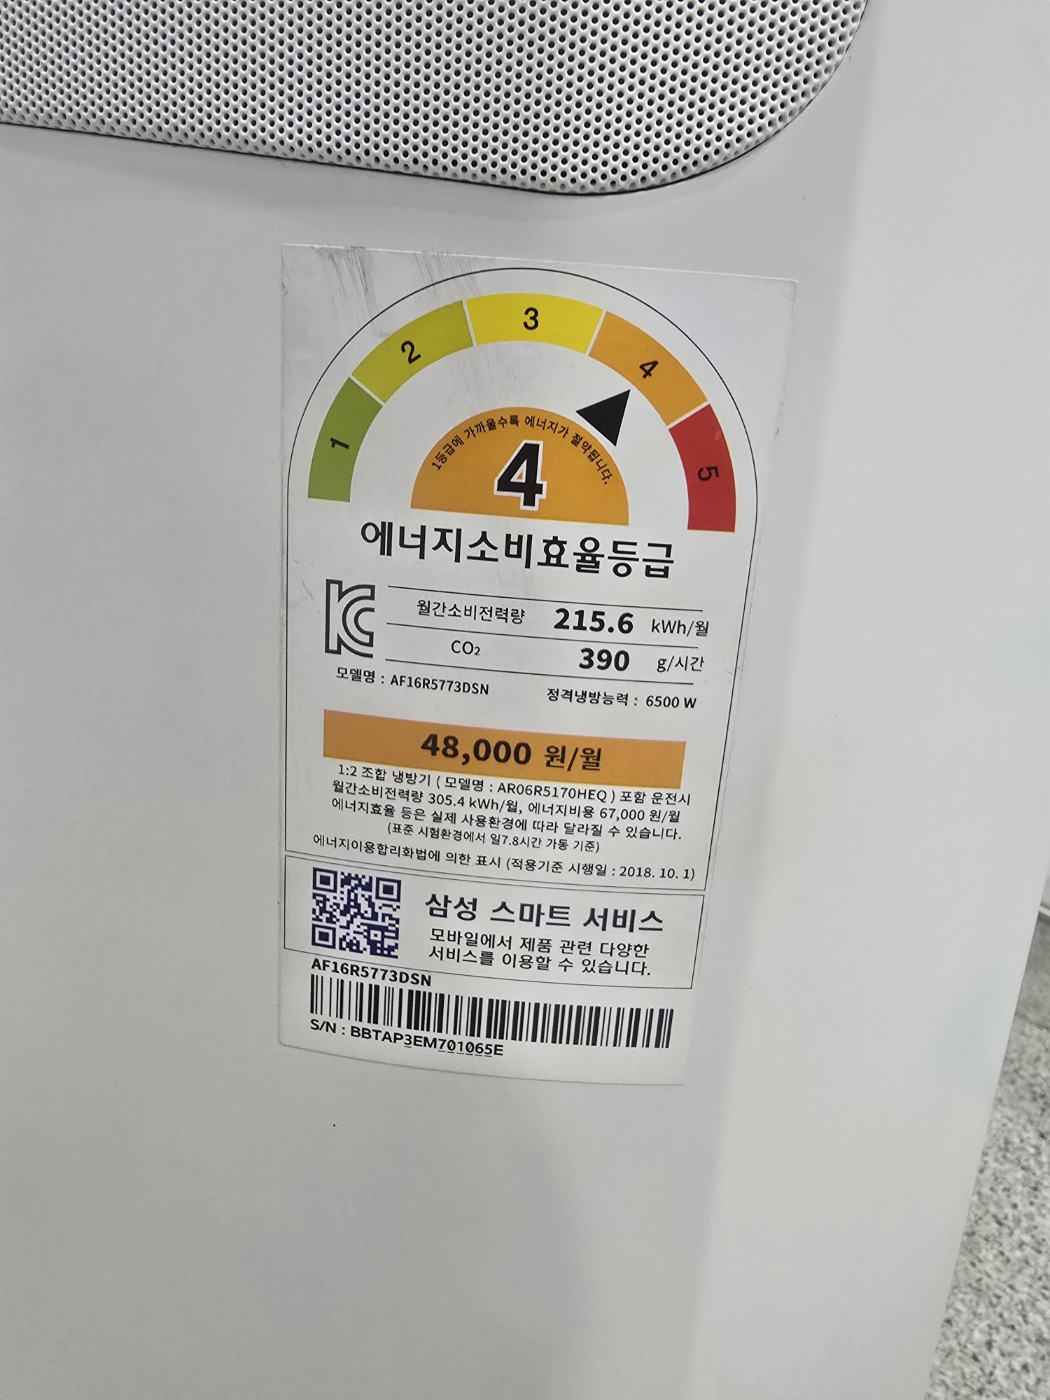 1
2
3
4
5
1등급에 가까울수록 에너지가 절약됩니다.
4
에너지소비효율등급
월간소비전력량 215.6 kWh/월
CO₂ 390 g/시간
모델명 : AF16R5773DSN 정격냉방능력 : 6500 W
48,000 원/월
1:2 조합 냉방기 ( 모델명 : AR06R5170HEQ ) 포함 운전시
월간소비전력량 305.4 kWh/월, 에너지비용 67,000 원/월
에너지효율 등은 실제 사용환경에 따라 달라질 수 있습니다.
(표준 시험환경에서 일7.8시간 가동 기준)
에너지이용합리화법에 의한 표시 (적용기준 시행일 : 2018. 10. 1)
삼성 스마트 서비스
모바일에서 제품 관련 다양한
서비스를 이용할 수 있습니다.
AF16R5773DSN
S/N : BBTAP3EM701065E